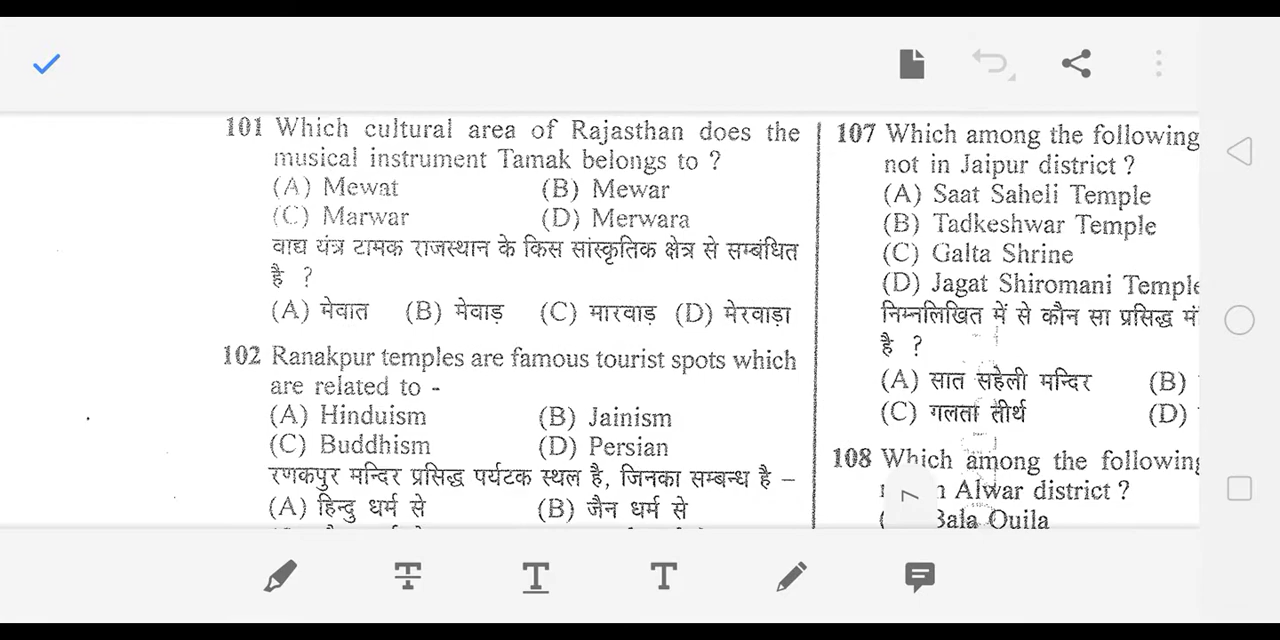 101 Which cultural area of Rajasthan does the
musical instrument Tamak belongs to ?
(A) Mewat (B) Mewar
(C) Marwar (D) Merwara
वाद्य यंत्र टामक राजस्थान के किस सांस्कृतिक क्षेत्र से सम्बंधित
है ?
(A) मेवात (B) मेवाड़ (C) मारवाड़ (D) मेरवाड़ा
102 Ranakpur temples are famous tourist spots which
are related to -
(A) Hinduism (B) Jainism
(C) Buddhism (D) Persian
रणकपुर मन्दिर प्रसिद्ध पर्यटक स्थल है, जिनका सम्बन्ध है –
(A) हिन्दु धर्म से (B) जैन धर्म से
107 Which among the following
not in Jaipur district ?
(A) Saat Saheli Temple
(B) Tadkeshwar Temple
(C) Galta Shrine
(D) Jagat Shiromani Temple
निम्नलिखित में से कौन सा प्रसिद्ध
है ?
(A) सात सहेली मन्दिर (B)
(C) गलता तीर्थ (D)
108 Which among the following
Alwar district ?
Bala Quila
7
T T T